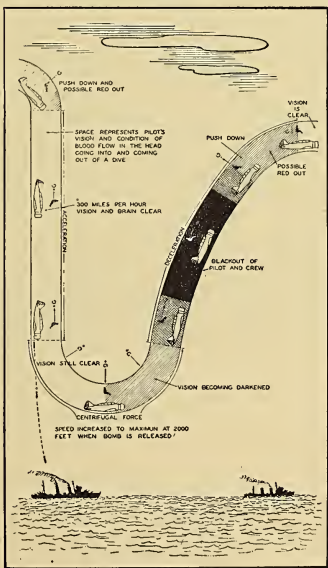 PUSH DOWN AND
POSSIBLE RED OUT
SPACE REPRESENTS PILOT'S
VISION AND CONDITION OF
BLOOD FLOW IN THE HEAD
GOING INTO AND COMING
OUT OF A DIVE
300 MILES PER HOUR
VISION AND BRAIN CLEAR
ACCELERATION
VISION STILL CLEAR
CENTRIFUGAL FORCE
SPEED INCREASED TO MAXIMUM AT 2000
FEET WHEN BOMB IS RELEASED
VISION BECOMING DARKENED
BLACKOUT OF
PILOT AND CREW
DECELERATION
PUSH DOWN
POSSIBLE
RED OUT
VISION
IS
CLEAR